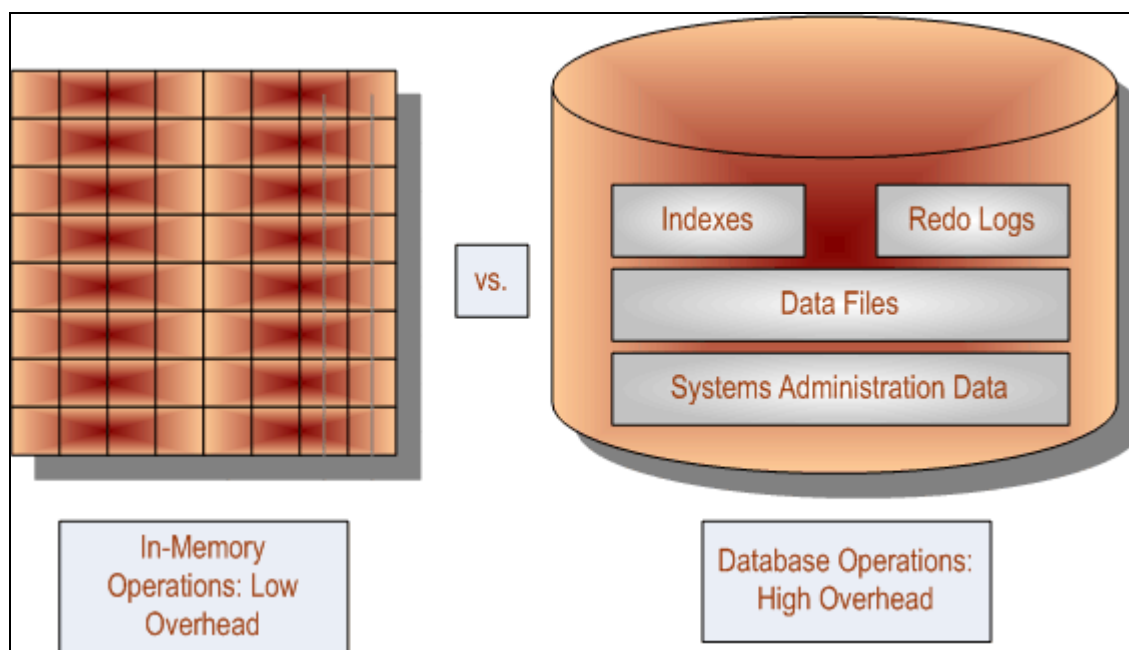 Indexes
Redo Logs
vs.
Data Files
Systems Administration Data
In-Memory
Operations: Low
Overhead
Database Operations:
High Overhead